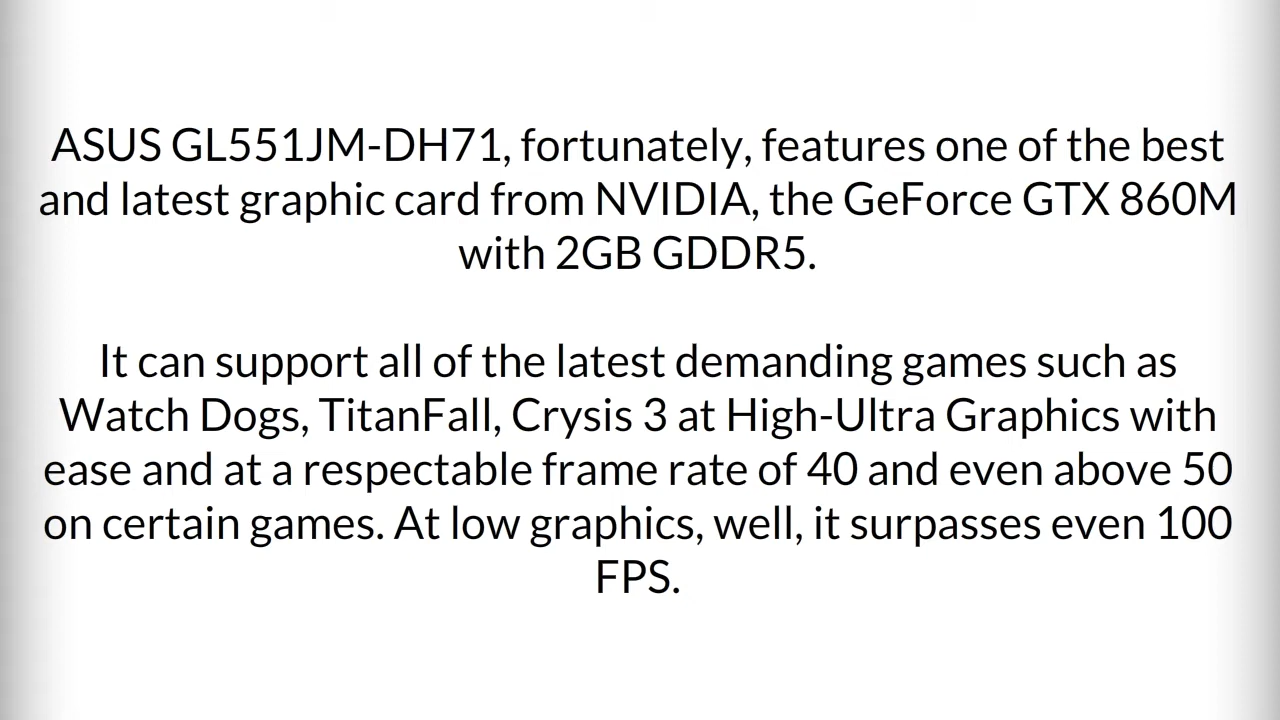 ASUS GL551JM-DH71, fortunately, features one of the best
and latest graphic card from NVIDIA, the GeForce GTX 860M
with 2GB GDDR5.
It can support all of the latest demanding games such as
Watch Dogs, TitanFall, Crysis 3 at High-Ultra Graphics with
ease and at a respectable frame rate of 40 and even above 50
on certain games. At low graphics, well, it surpasses even 100
FPS.